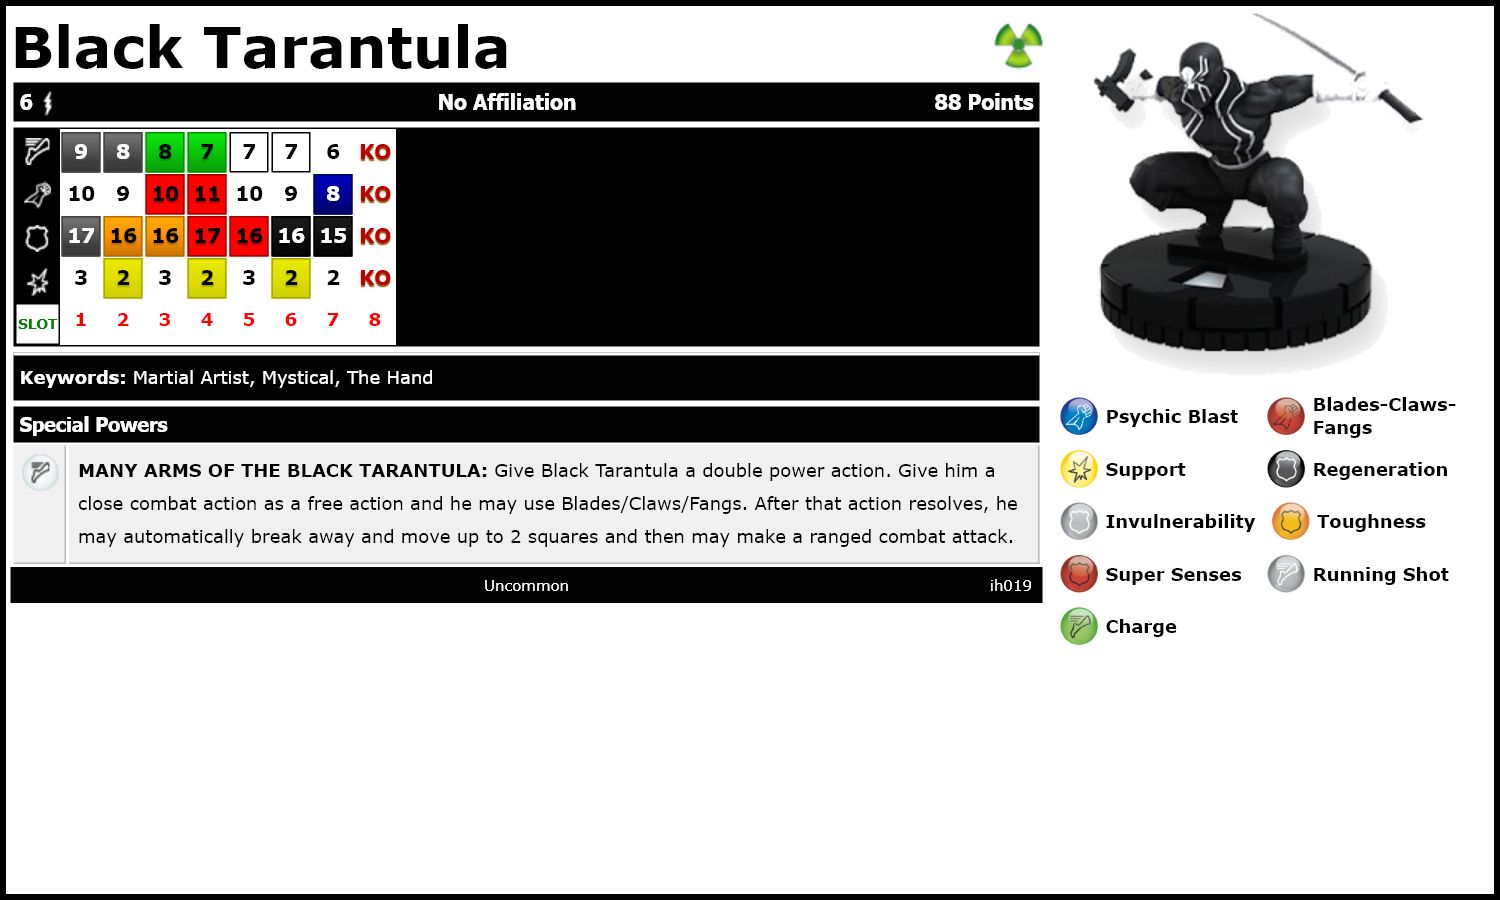 Black Tarantula
6 No Affiliation 88 Points
9 8 8 7 7 7 6 KO
10 9 10 11 10 9 8 KO
17 16 16 17 16 16 15 KO
3 2 3 2 3 2 2 KO
SLOT 1 2 3 4 5 6 7 8
Keywords: Martial Artist, Mystical, The Hand
Special Powers
MANY ARMS OF THE BLACK TARANTULA: Give Black Tarantula a double power action. Give him a
close combat action as a free action and he may use Blades/Claws/Fangs. After that action resolves, he
may automatically break away and move up to 2 squares and then may make a ranged combat attack.
Uncommon ih019
Psychic Blast
Blades-Claws-
Fangs
Support
Regeneration
Invulnerability
Toughness
Super Senses
Running Shot
Charge